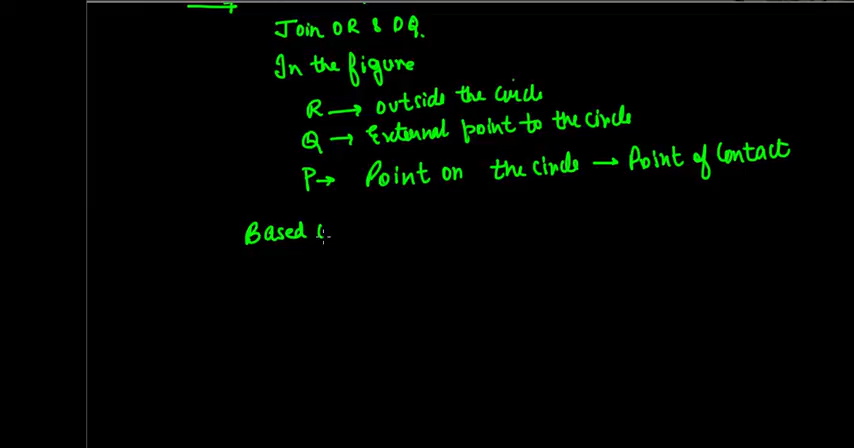 Join OR & OQ.
In the figure
R → outside the circle
Q → External point to the circle
P → Point on the circle → Point of Contact
Based